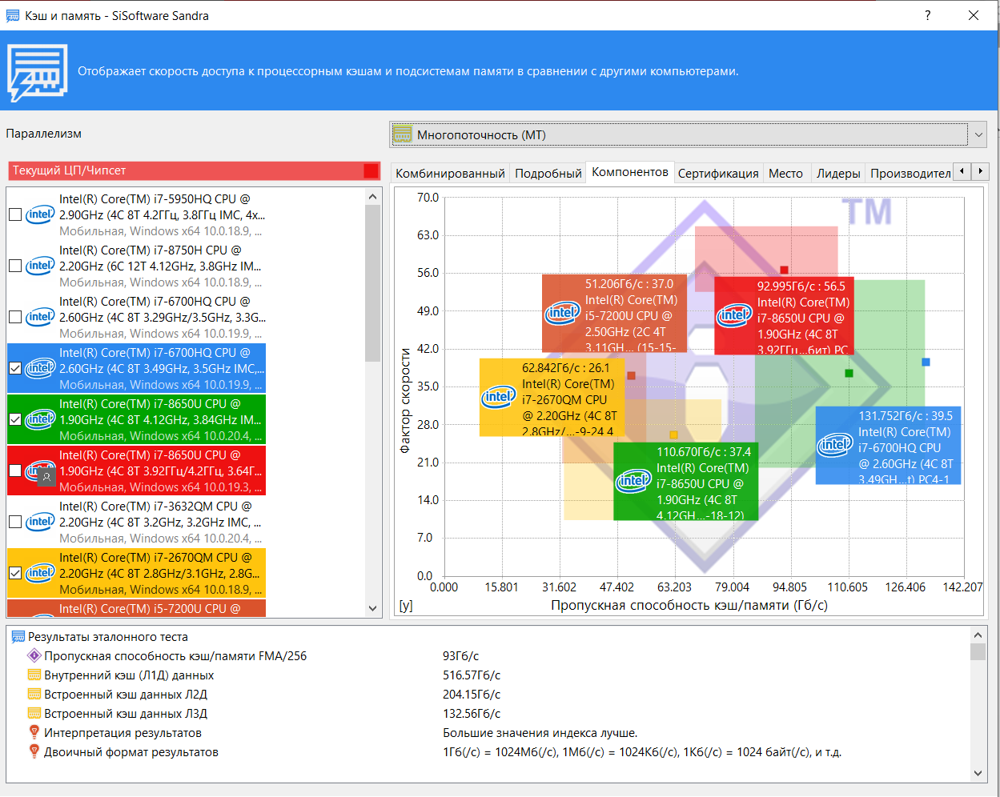 Кэш и память - SiSoftware Sandra
?
Отображает скорость доступа к процессорным кэшам и подсистемам памяти в сравнении с другими компьютерами.
Параллелизм
Многопоточность (МТ)
Текущий ЦП/Чипсет
Intel(R) Core(TM) i7-5950HQ CPU @
2.90GHz (4C 8T 4.2ГГц, 3.8ГГц IMC, 4x...
Мобильная, Windows x64 10.0.18.9, ...
Intel(R) Core(TM) i7-8750H CPU @
2.20GHz (6C 12T 4.12GHz, 3.8GHz IM...
Мобильная, Windows x64 10.0.18.9, ...
Intel(R) Core(TM) i7-6700HQ CPU @
2.60GHz (4C 8T 3.29GHz/3.5GHz, 3.3G...
Мобильная, Windows x64 10.0.19.9, ...
Intel(R) Core(TM) i7-6700HQ CPU @
2.60GHz (4C 8T 3.49GHz, 3.5GHz IMC,...
Мобильная, Windows x64 10.0.19.9, ...
Intel(R) Core(TM) i7-8650U CPU @
1.90GHz (4C 8T 4.12GHz, 3.84GHz IM...
Мобильная, Windows x64 10.0.20.4, ...
Intel(R) Core(TM) i7-8650U CPU @
1.90GHz (4C 8T 3.92ГГц/4.2ГГц, 3.64Г...
Мобильная, Windows x64 10.0.19.3, ...
Intel(R) Core(TM) i7-3632QM CPU @
2.20GHz (4C 8T 3.2GHz, 3.2GHz IMC, ...
Мобильная, Windows x64 10.0.20.4, ...
Intel(R) Core(TM) i7-2670QM CPU @
2.20GHz (4C 8T 2.8GHz/3.1GHz, 2.8G...
Мобильная, Windows x64 10.0.18.9, ...
Intel(R) Core(TM) i5-7200U CPU @
Комбинированный Подробный Компонентов Сертификация Место Лидеры Производител
TM
70.0
63.0
56.0
49.0
42.0
35.0
28.0
21.0
14.0
7.0
0.0
Фактор скорости
51.206Гб/с : 37.0
Intel(R) Core(TM)
i5-7200U CPU @
2.50GHz (2C 4T
3.11GH... (15-15-
92.995Гб/с : 56.5
Intel(R) Core(TM)
i7-8650U CPU @
1.90GHz (4C 8T
3.92ГГц...бит) PC
62.842Гб/с : 26.1
Intel(R) Core(TM)
i7-2670QM CPU
@ 2.20GHz (4C 8T
2.8GHz/...-9-24 4
110.670Гб/с : 37.4
Intel(R) Core(TM)
i7-8650U CPU @
1.90GHz (4C 8T
4.12GH...-18-12)
131.752Гб/с : 39.5
Intel(R) Core(TM)
i7-6700HQ CPU
@ 2.60GHz (4C 8T
3.49GH...t) PC4-1
0.000 15.801 31.602 47.402 63.203 79.004 94.805 110.605 126.406 142.207
[y]
Пропускная способность кэш/памяти (Гб/с)
Результаты эталонного теста
Пропускная способность кэш/памяти FMA/256 93Гб/с
Внутренний кэш (Л1Д) данных 516.57Гб/с
Встроенный кэш данных Л2Д 204.15Гб/с
Встроенный кэш данных Л3Д 132.56Гб/с
Интерпретация результатов Большие значения индекса лучше.
Двоичный формат результатов 1Гб(/с) = 1024Мб(/с), 1Мб(/с) = 1024Кб(/с), 1Кб(/с) = 1024 байт(/с), и т.д.